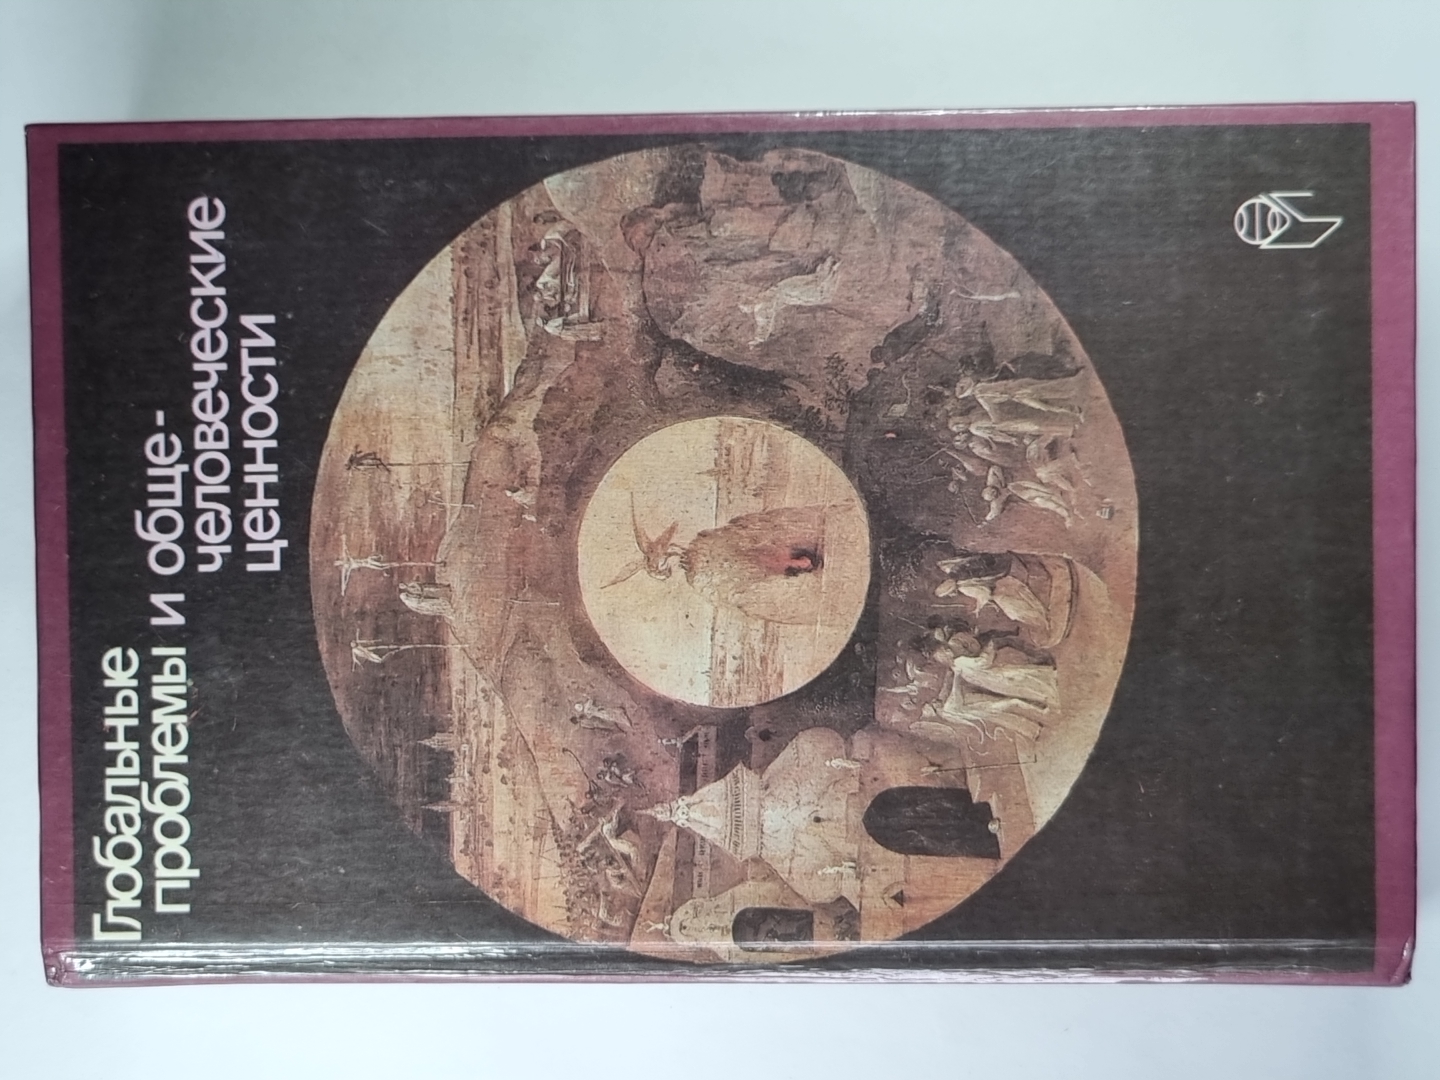 Глобальные
проблемы и обще-
человеческие
ценности